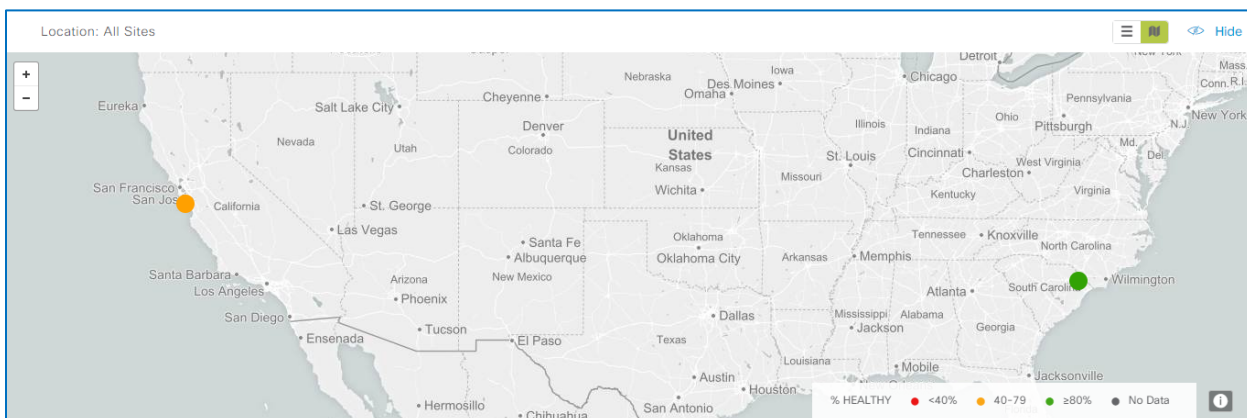 Location: All Sites
Hide
+
−
Detroit
Mass.
Conn. R.I.
Nebraska
Iowa
Des Moines
Omaha
Chicago
Pennsylvania
Eureka
Salt Lake City
Cheyenne
New York
Nevada
Utah
Denver
Colorado
United
States
Kansas
Illinois
Indiana
Ohio
Pittsburgh
N.J.
Md.
Del.
St. Louis
Cincinnati
West Virginia
Missouri
Charleston
San Francisco
San Jos
California
St. George
Wichita
Kentucky
Virginia
Las Vegas
Santa Fe
Albuquerque
New Mexico
Oklahoma
Oklahoma City
Arkansas
Memphis
Tennessee
Knoxville
North Carolina
Santa Barbara
Los Angeles
Arizona
Phoenix
Atlanta
South Carolin
Wilmington
San Diego
Ensenada
Tucson
El Paso
Dallas
Texas
Mississippi
Alabama
Jackson
Georgia
Louisiana
Austin
Houston
Mobile
Jacksonville
Hermosillo
Chihuahua
San Antonio
% HEALTHY <40% 40–79 ≥80% No Data